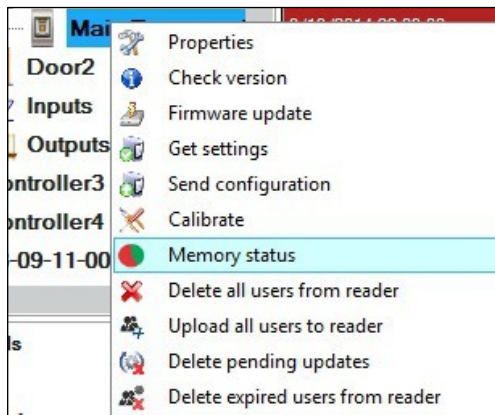 Mai
Door2
Inputs
Outputs
ontroller3
ontroller4
-09-11-00
ls
Properties
Check version
Firmware update
Get settings
Send configuration
Calibrate
Memory status
Delete all users from reader
Upload all users to reader
Delete pending updates
Delete expired users from reader